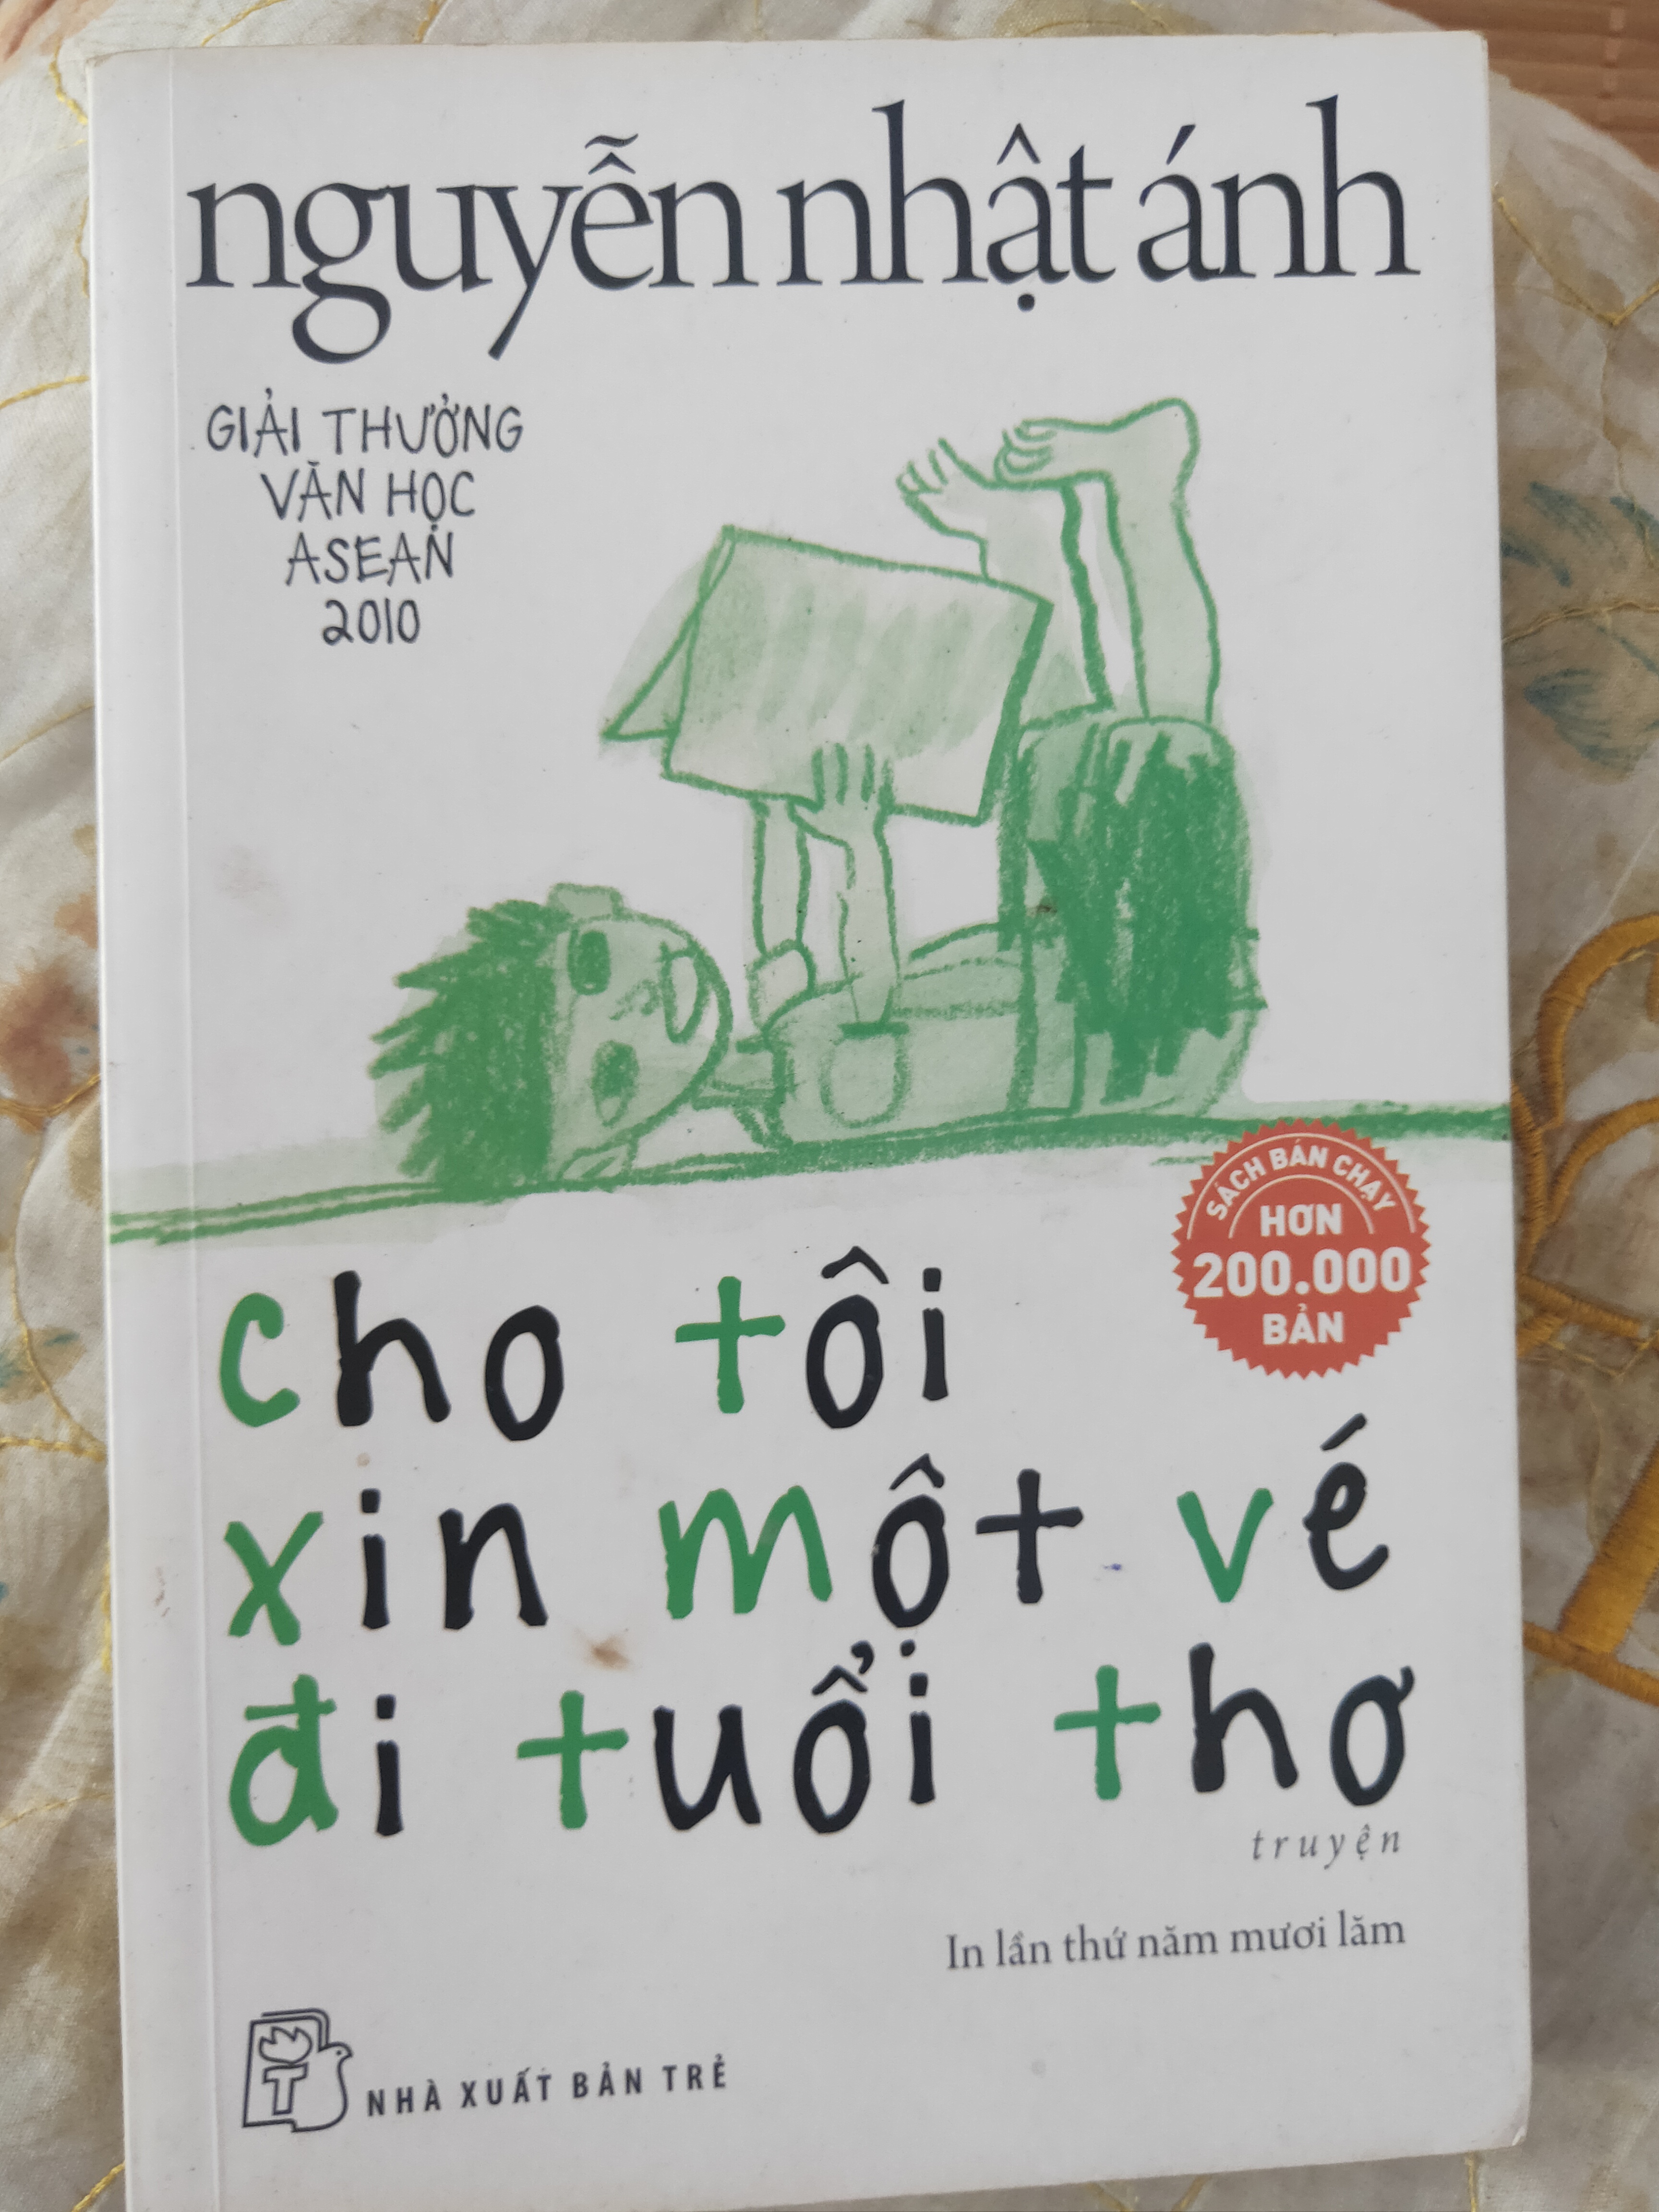 nguyễn nhật ánh
GIẢI THƯỞNG
VĂN HỌC
ASEAN
2010
SÁCH BÁN CHẠY
HƠN
200.000
BẢN
cho tôi
xin một vé
đi tuổi thơ
truyện
In lần thứ năm mươi lăm
T
NHÀ XUẤT BẢN TRẺ